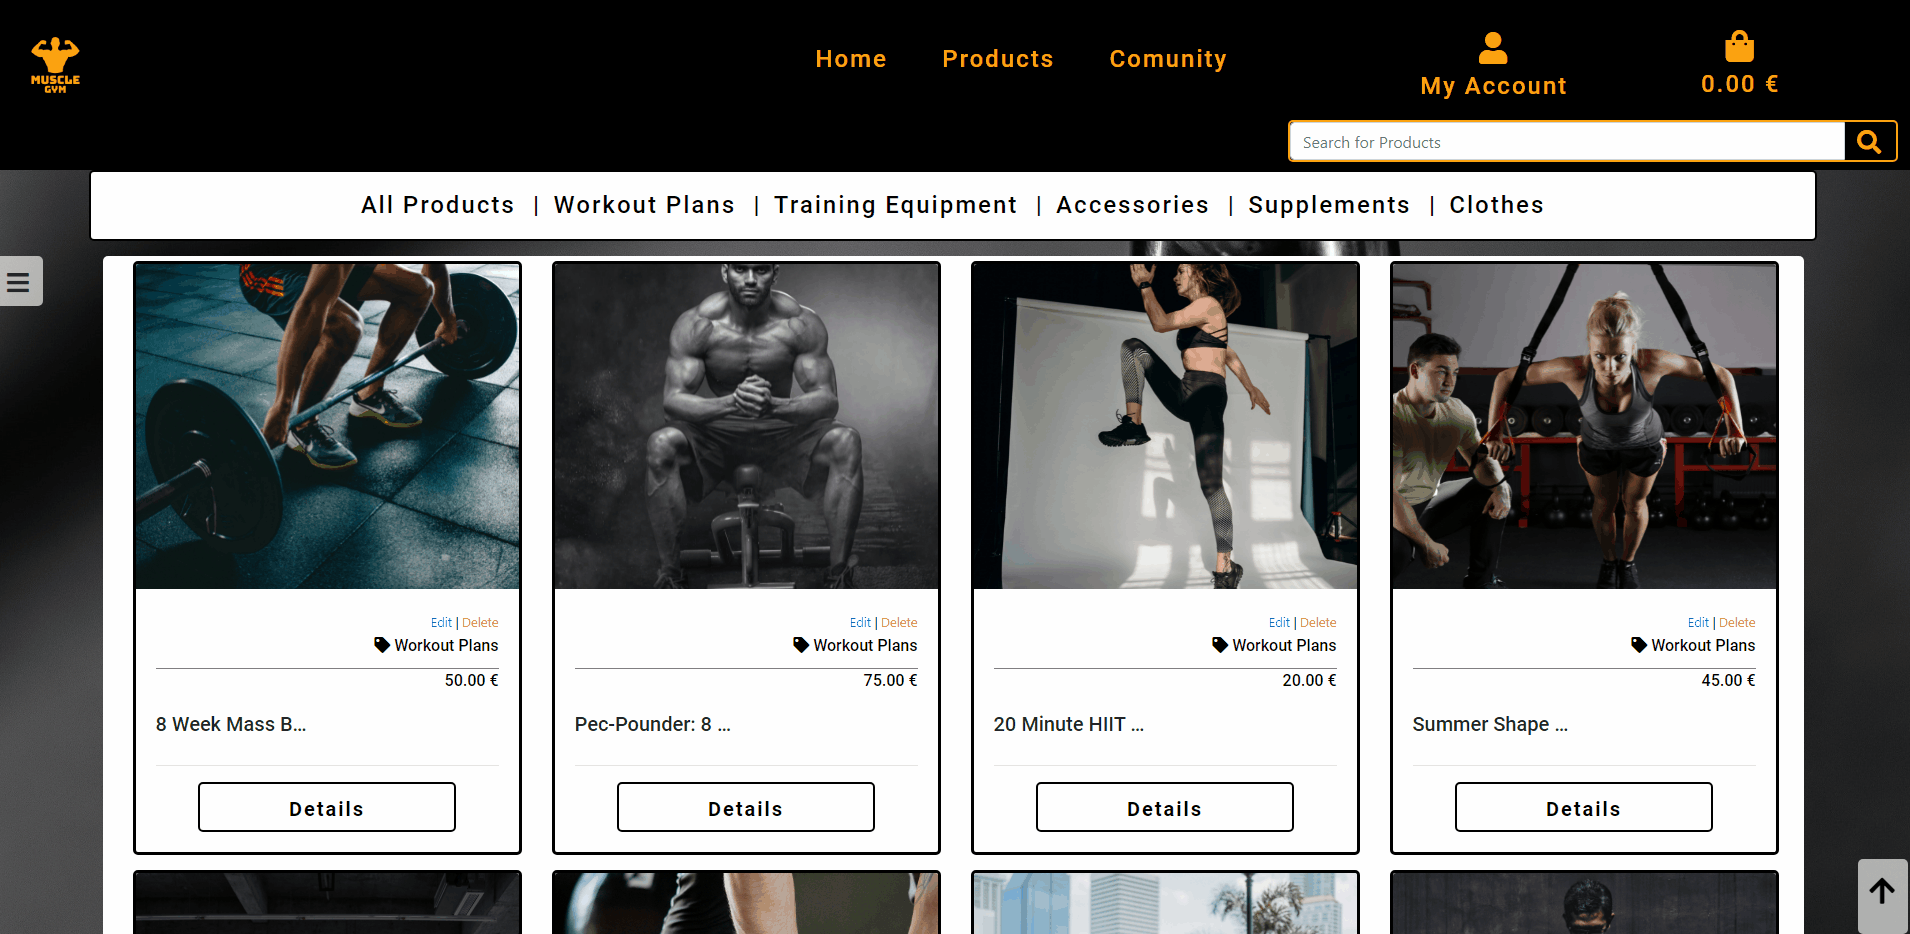 MUSCLE
GYM
Home Products Comunity
My Account
0.00 €
Search for Products
All Products | Workout Plans | Training Equipment | Accessories | Supplements | Clothes
Edit | Delete
Workout Plans
50.00 €
8 Week Mass B...
Details
Edit | Delete
Workout Plans
75.00 €
Pec-Pounder: 8 ...
Details
Edit | Delete
Workout Plans
20.00 €
20 Minute HIIT ...
Details
Edit | Delete
Workout Plans
45.00 €
Summer Shape ...
Details